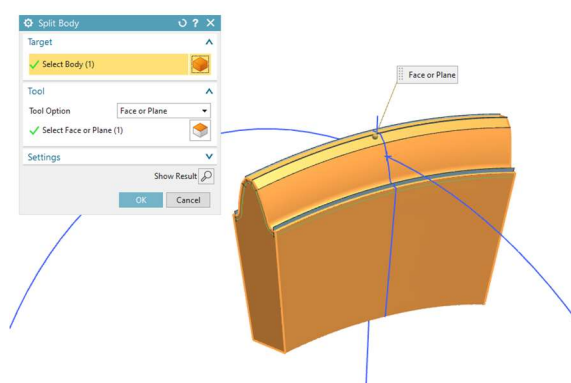 Split Body
Target
Select Body (1)
Tool
Tool Option Face or Plane
Select Face or Plane (1)
Settings
Show Result
OK Cancel
Face or Plane